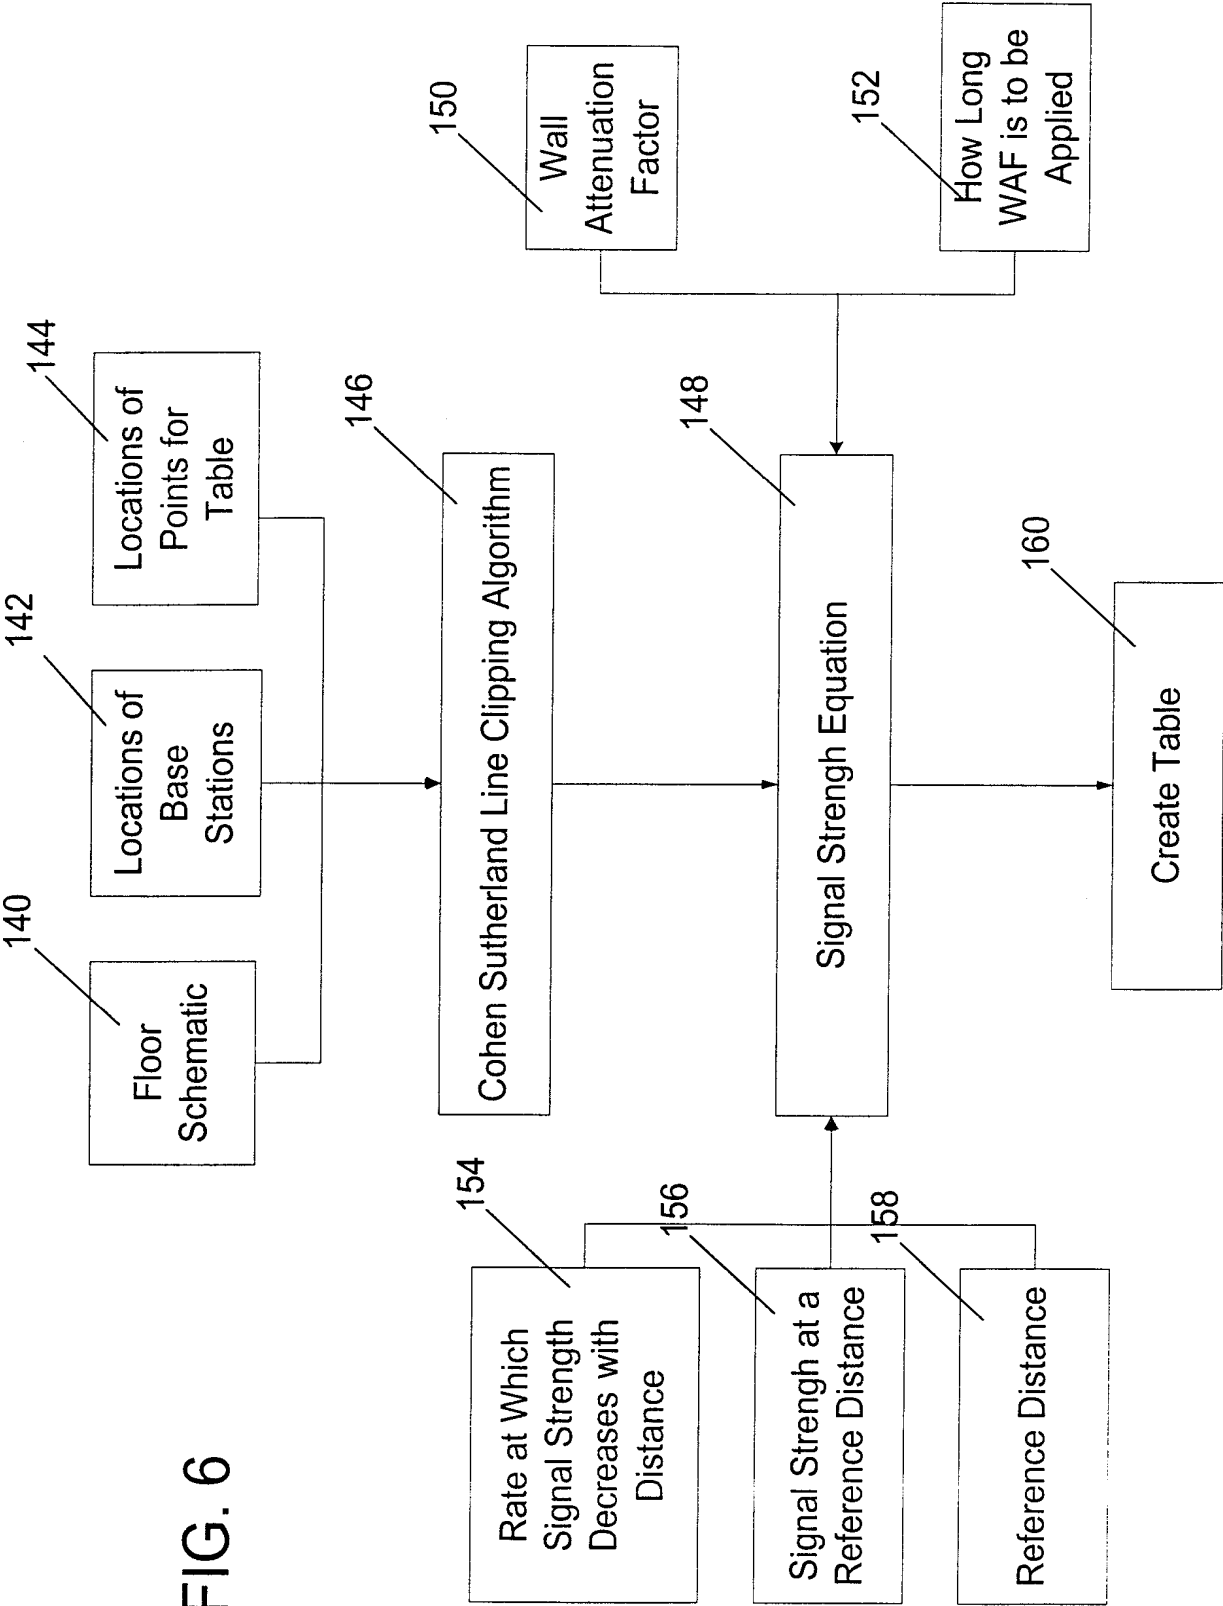 FIG. 6
140
Floor
Schematic
142
Locations of
Base
Stations
144
Locations of
Points for
Table
146
Cohen Sutherland Line Clipping Algorithm
154
Rate at Which
Signal Strength
Decreases with
Distance
156
Signal Strengh at a
Reference Distance
158
Reference Distance
148
Signal Strengh Equation
150
Wall
Attenuation
Factor
152
How Long
WAF is to be
Applied
160
Create Table